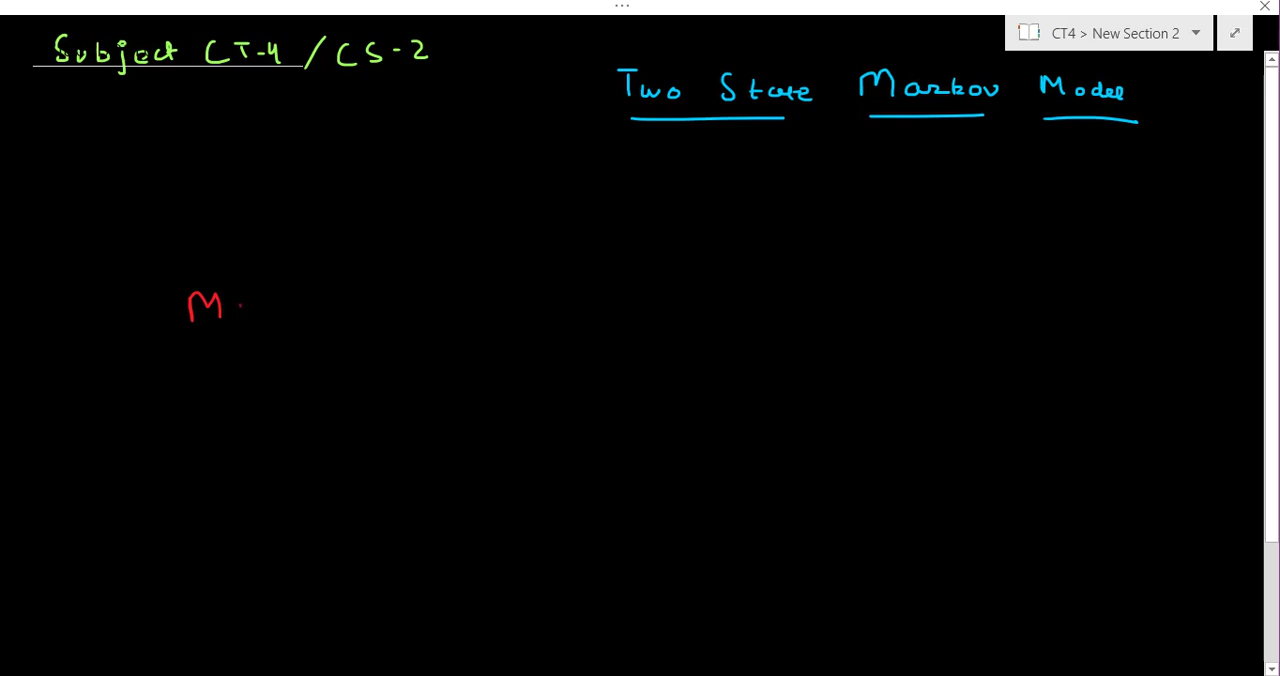 Subject CT-4 / CS-2
CT4 > New Section 2
Two State Markov Model
M